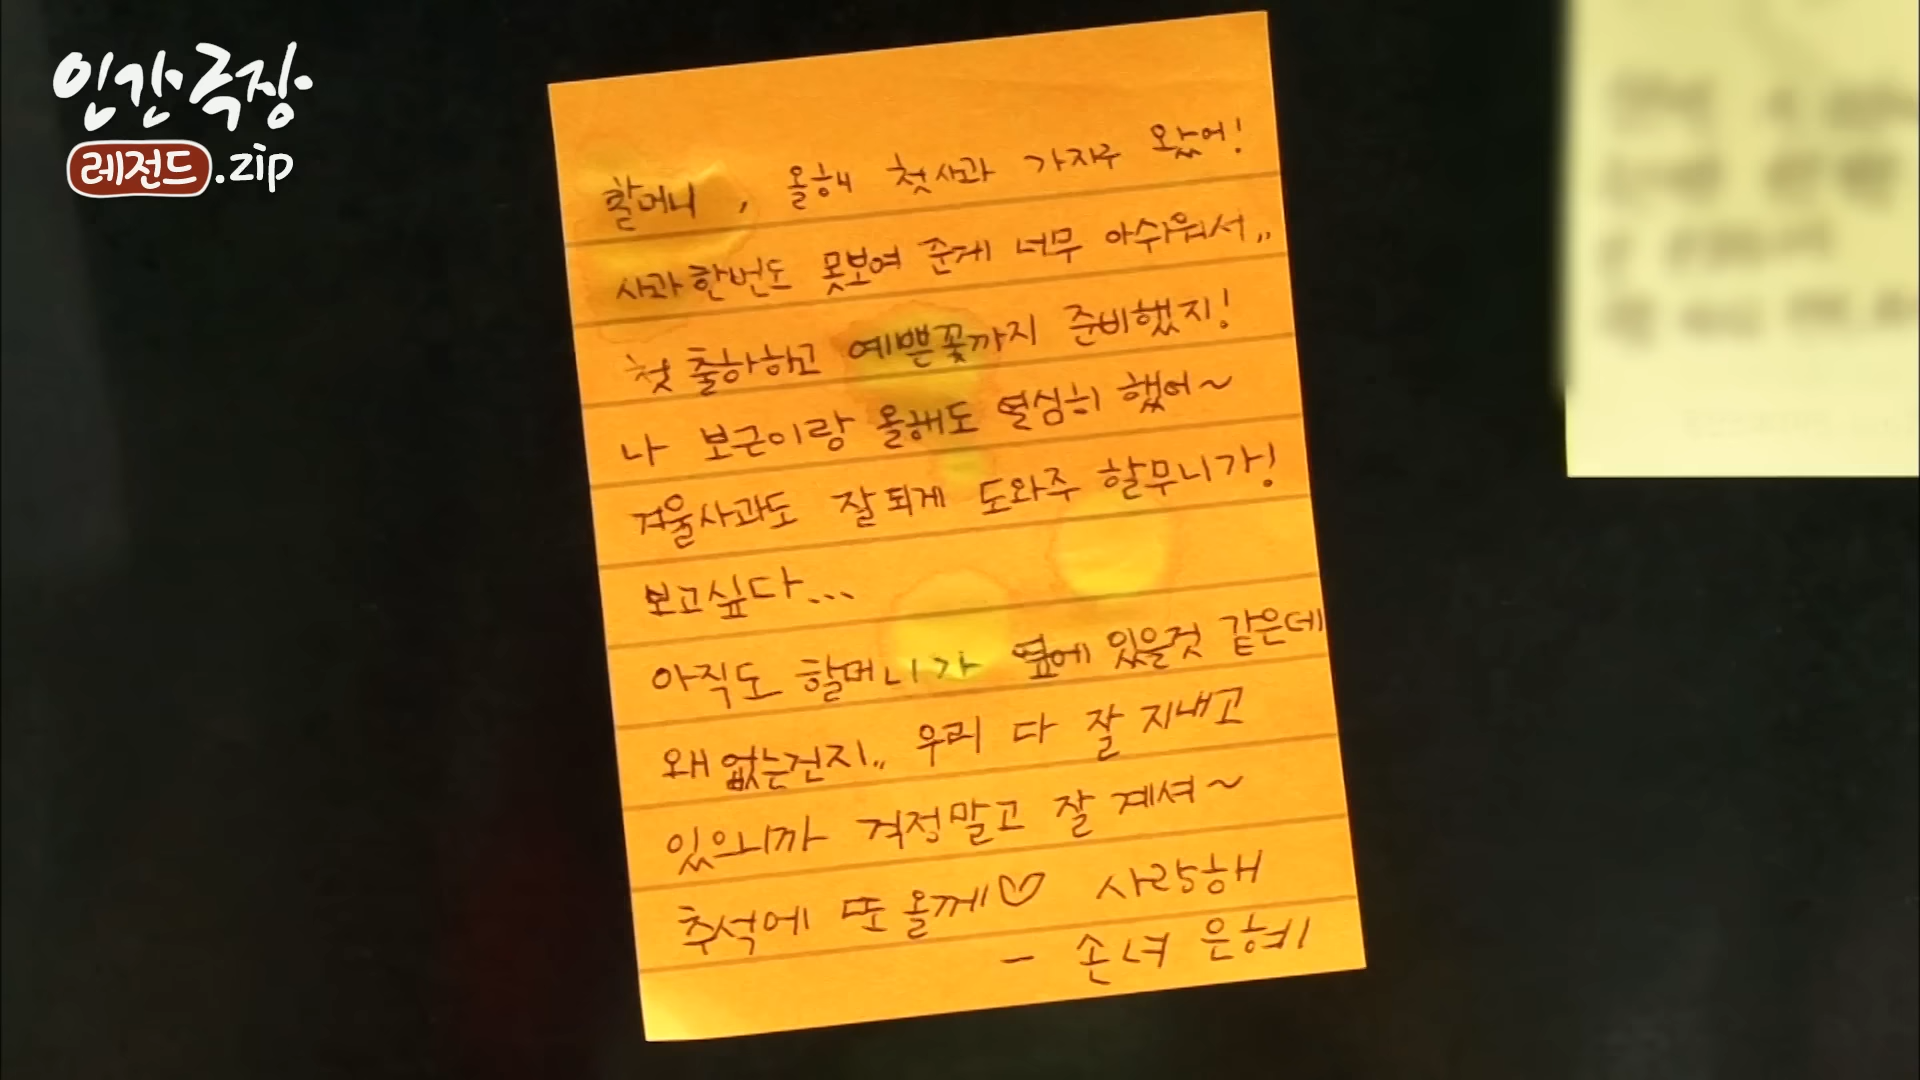 인간극장
레전드.zip
할머니, 올해 첫사과 가지구 왔어!
사과한번도 못보여 준게 너무 아쉬워서..
첫출하하고 예쁜꽃까지 준비했지!
나 보근이랑 올해도 열심히 했어~
겨울사과도 잘되게 도와주 할무니가!
보고싶다...
아직도 할머니가 옆에 있을것 같은데
왜없는건지.. 우리 다 잘 지내고
있으니까 걱정말고 잘 계셔~
추석에 또 올께♡ 사랑해
- 손녀 은혜